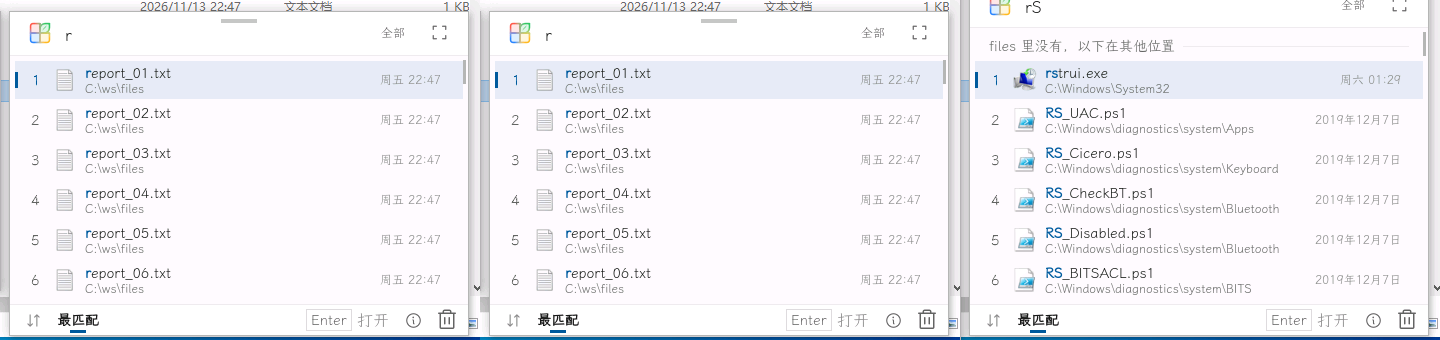 2026/11/13 22:47 文本文档 1 KB
r 全部
1 report_01.txt 周五 22:47
C:\ws\files
2 report_02.txt 周五 22:47
C:\ws\files
3 report_03.txt 周五 22:47
C:\ws\files
4 report_04.txt 周五 22:47
C:\ws\files
5 report_05.txt 周五 22:47
C:\ws\files
6 report_06.txt 周五 22:47
C:\ws\files
最匹配 Enter 打开
2026/11/13 22:47 文本文档 1 KB
r 全部
1 report_01.txt 周五 22:47
C:\ws\files
2 report_02.txt 周五 22:47
C:\ws\files
3 report_03.txt 周五 22:47
C:\ws\files
4 report_04.txt 周五 22:47
C:\ws\files
5 report_05.txt 周五 22:47
C:\ws\files
6 report_06.txt 周五 22:47
C:\ws\files
最匹配 Enter 打开
rS 全部
files 里没有，以下在其他位置
1 rstrui.exe 周六 01:29
C:\Windows\System32
2 RS_UAC.ps1 2019年12月7日
C:\Windows\diagnostics\system\Apps
3 RS_Cicero.ps1 2019年12月7日
C:\Windows\diagnostics\system\Keyboard
4 RS_CheckBT.ps1 2019年12月7日
C:\Windows\diagnostics\system\Bluetooth
5 RS_Disabled.ps1 2019年12月7日
C:\Windows\diagnostics\system\Bluetooth
6 RS_BITSACL.ps1 2019年12月7日
C:\Windows\diagnostics\system\BITS
最匹配 Enter 打开